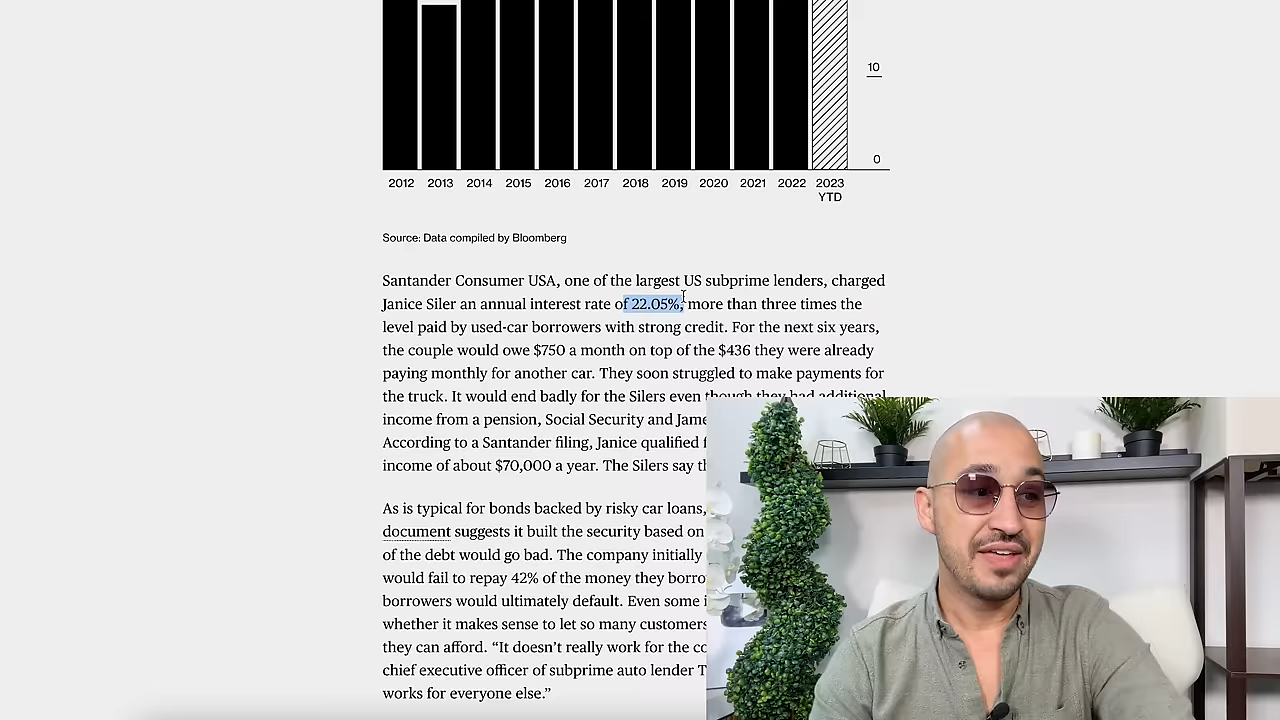 10
0
2012 2013 2014 2015 2016 2017 2018 2019 2020 2021 2022 2023
YTD
Source: Data compiled by Bloomberg
Santander Consumer USA, one of the largest US subprime lenders, charged
Janice Siler an annual interest rate of 22.05%, more than three times the
level paid by used-car borrowers with strong credit. For the next six years,
the couple would owe $750 a month on top of the $436 they were already
paying monthly for another car. They soon struggled to make payments for
the truck. It would end badly for the Silers even though they had additional
income from a pension, Social Security and
According to a Santander filing, Janice qualified
income of about $70,000 a year. The Silers say
As is typical for bonds backed by risky car loans,
document suggests it built the security based on
of the debt would go bad. The company initially
would fail to repay 42% of the money they
borrowers would ultimately default. Even some
whether it makes sense to let so many customers
they can afford. “It doesn’t really work for the
chief executive officer of subprime auto lender
works for everyone else.”